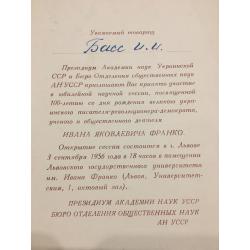 Уважаемый товарищ
Басс И.И.
Президиум Академии наук Украинской
ССР и Бюро Отделения общественных наук
АН УССР приглашают Вас принять участие
в юбилейной научной сессии, посвященной
100-летию со дня рождения великого укра-
инского писателя-революционера-демократа,
ученого и общественного деятеля
ИВАНА ЯКОВЛЕВИЧА ФРАНКО.
Открытие сессии состоится в г. Львове
3 сентября 1956 года в 18 часов в помещении
Львовского государственного университета
им. Ивана Франко (Львов, Университет-
ская, 1, актовый зал).
ПРЕЗИДИУМ АКАДЕМИИ НАУК УССР
БЮРО ОТДЕЛЕНИЯ ОБЩЕСТВЕННЫХ НАУК
АН УССР